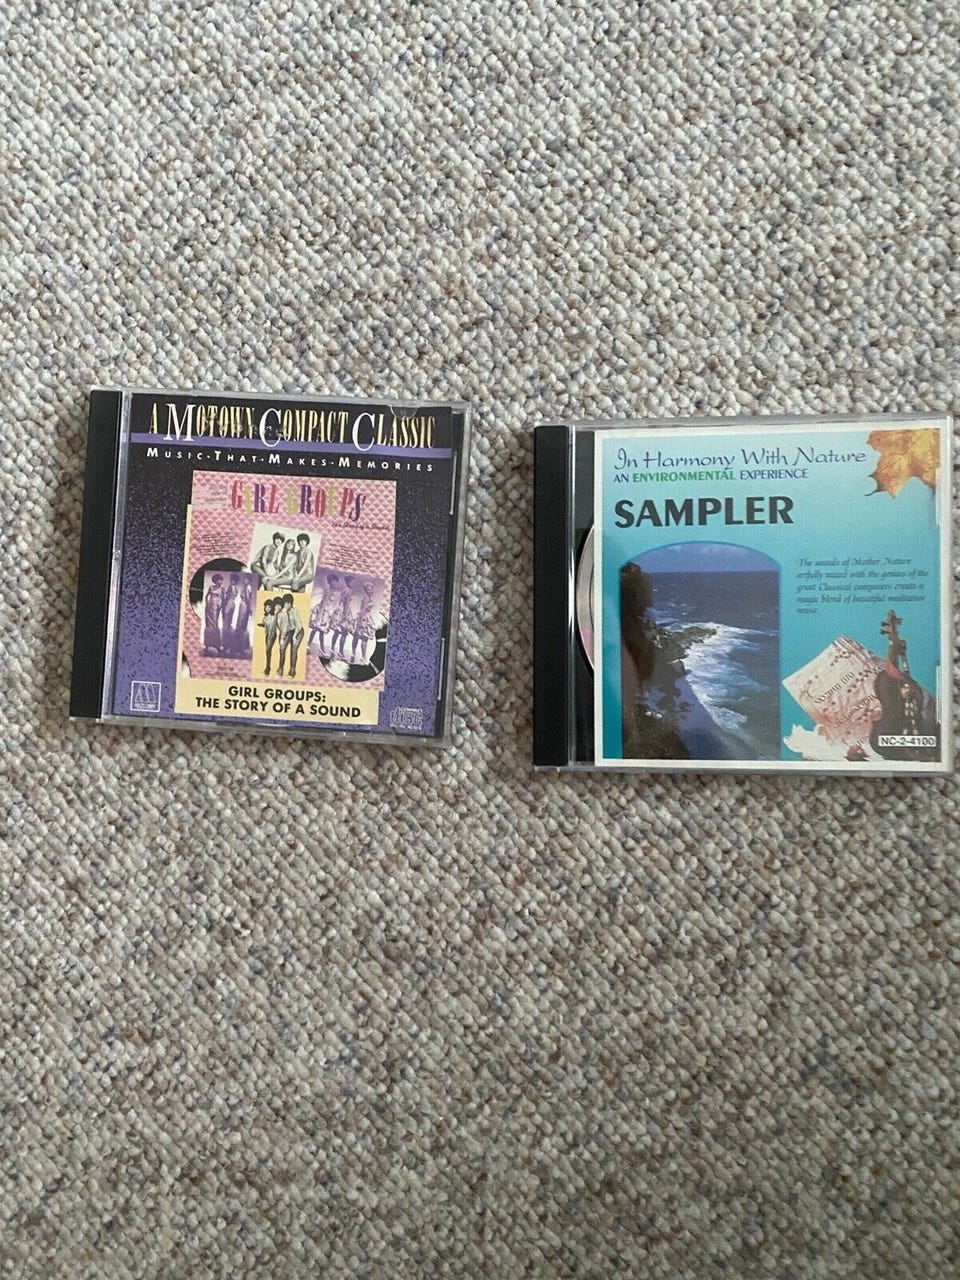 A MOTOWN COMPACT CLASSIC
MUSIC·THAT·MAKES·MEMORIES
GIRL GROUPS
GIRL GROUPS:
THE STORY OF A SOUND
In Harmony With Nature
AN ENVIRONMENTAL EXPERIENCE
SAMPLER
The sounds of Mother Nature
artfully mixed with the genius of the
great Classical composers create a
magic blend of beautiful meditative
music.
NC-2-4100